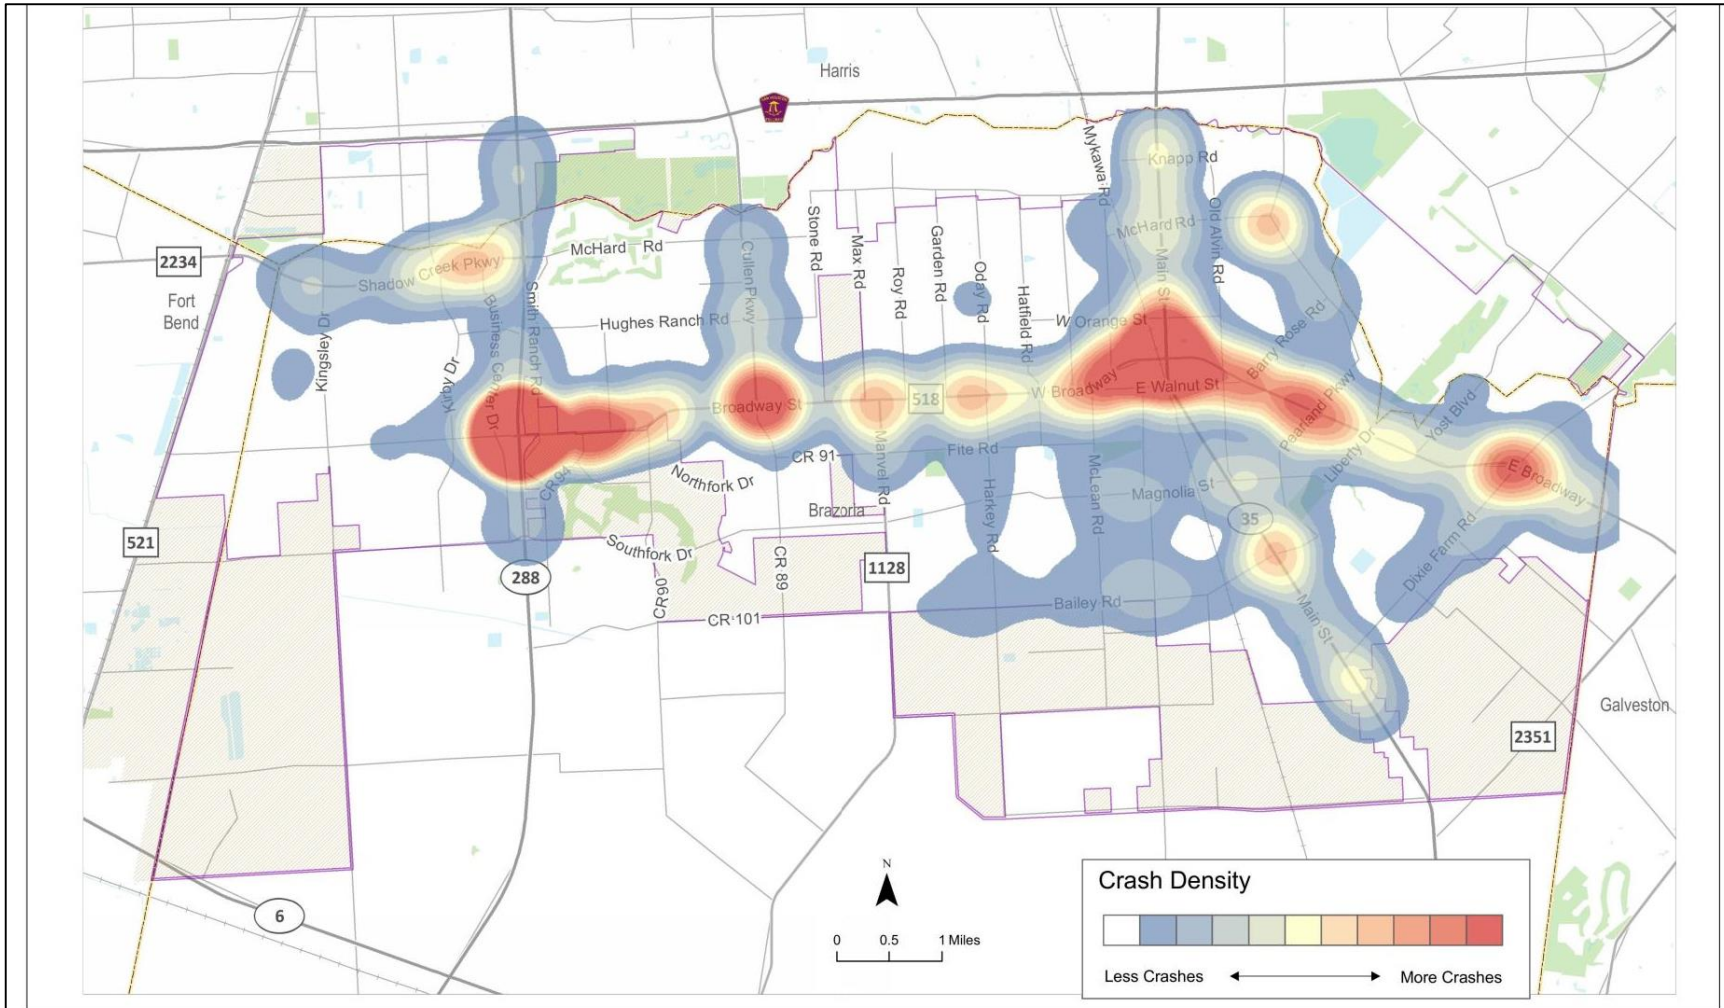 Harris
Mykawa Rd
Knapp Rd
Old Alvin Rd
McHard Rd
2234
Shadow Creek Pkwy
McHard Rd
Cullen Pkwy
Stone Rd
Max Rd
Roy Rd
Garden Rd
Oday Rd
Hatfield Rd
Main St
Fort
Bend
Kingsley Dr
Kirby Dr
Business Center Dr
Smith Ranch Rd
Hughes Ranch Rd
W Orange St
Barry Rose Rd
Broadway St
518
W Broadway
E Walnut St
Pearland Pkwy
Yost Blvd
Liberty Dr
E Broadway
CR 94
Northfork Dr
CR 91
Manvel Rd
Fite Rd
Harkey Rd
McLean Rd
Magnolia St
35
Brazoria
521
Southfork Dr
288
CR 90
CR 89
1128
CR 101
Bailey Rd
Main St
Dixie Farm Rd
Galveston
2351
6
N
0 0.5 1 Miles
Crash Density
Less Crashes More Crashes